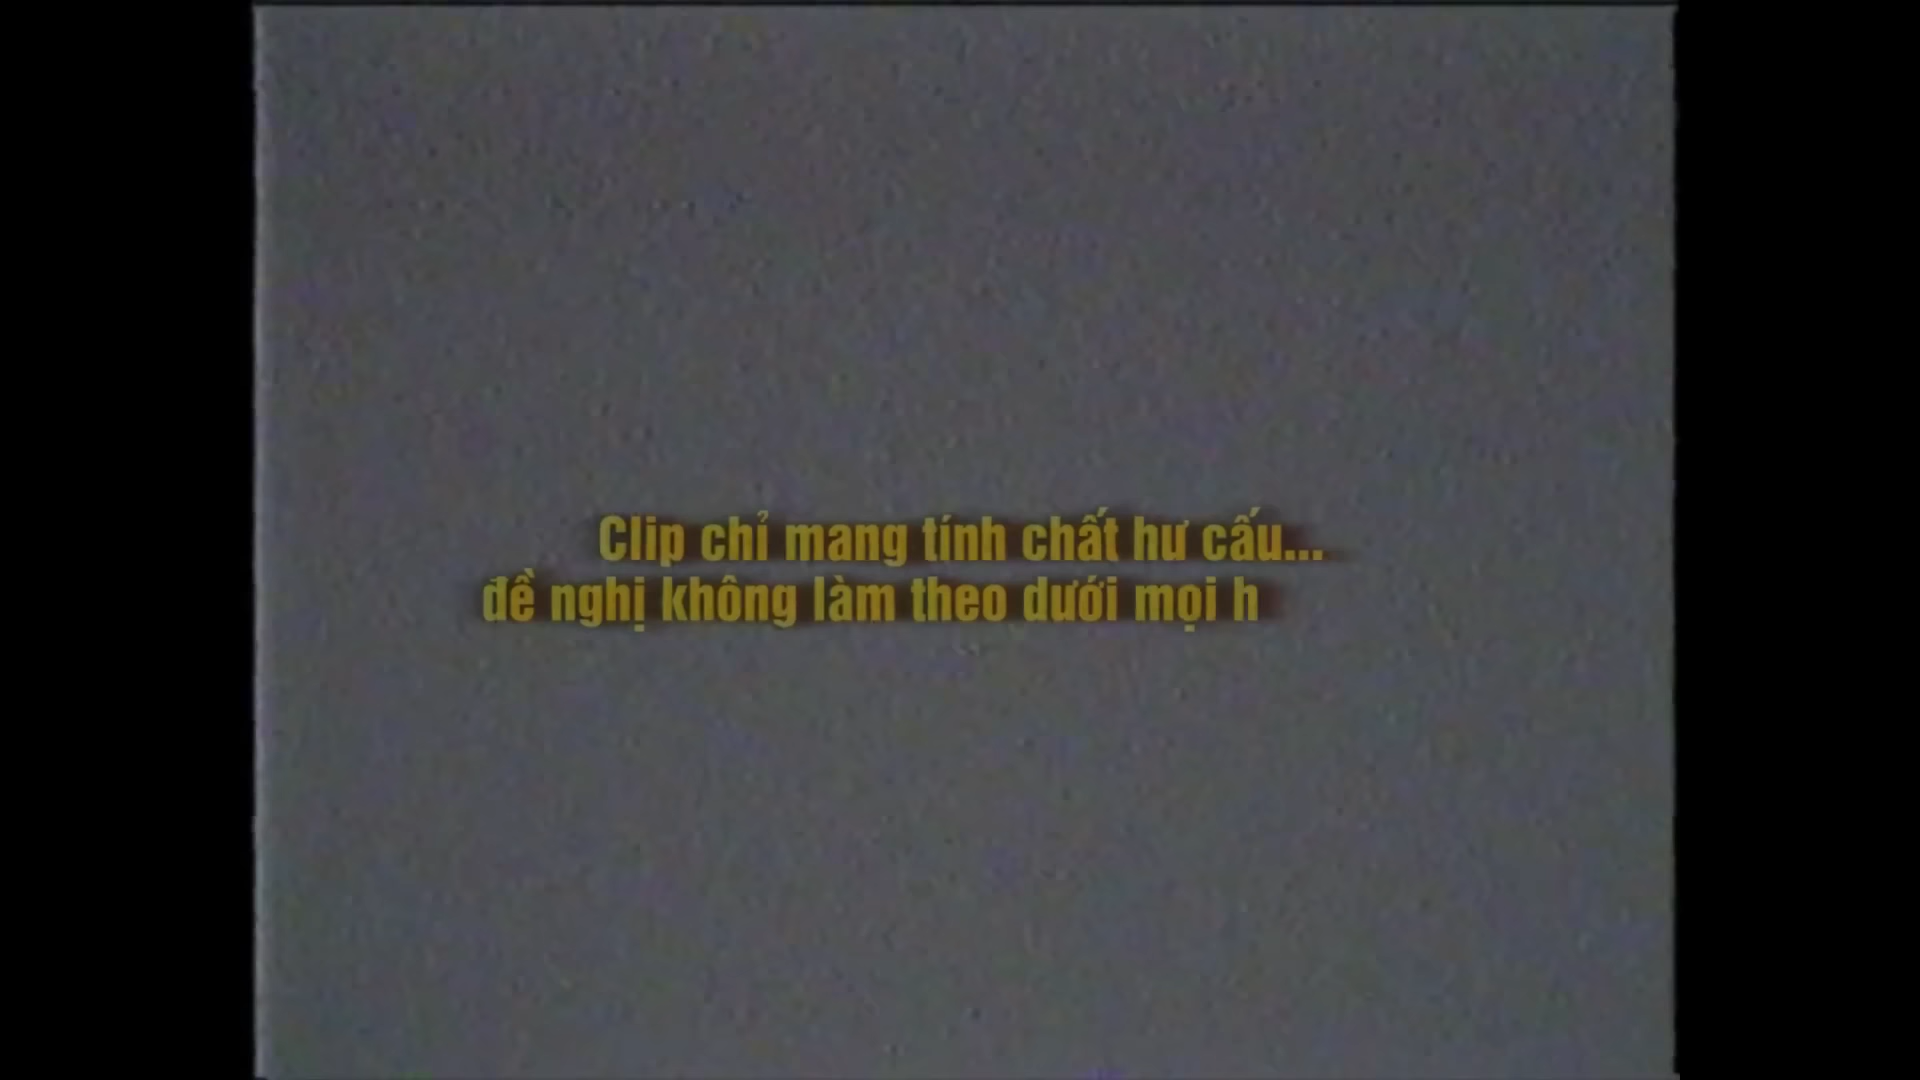 Clip chỉ mang tính chất hư cấu...
đề nghị không làm theo dưới mọi h